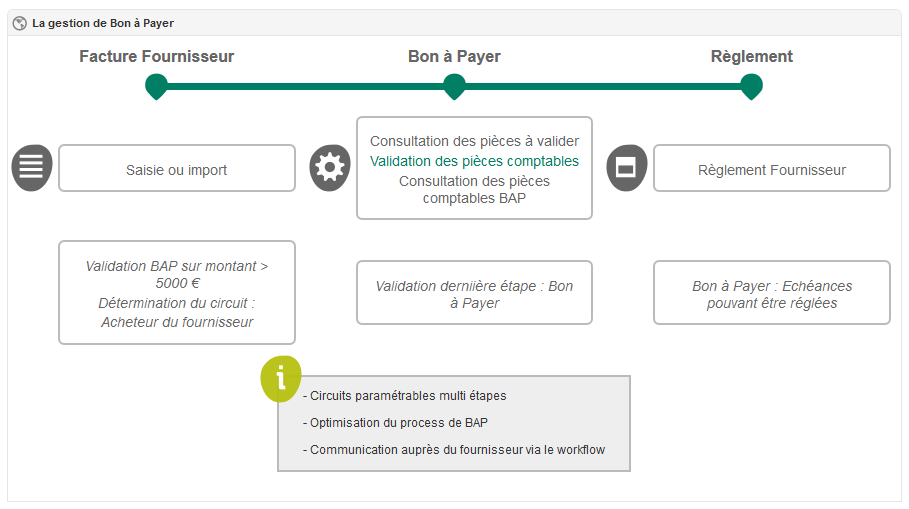 La gestion de Bon à Payer
Facture Fournisseur
Bon à Payer
Règlement
Saisie ou import
Consultation des pièces à valider
Validation des pièces comptables
Consultation des pièces
comptables BAP
Règlement Fournisseur
Validation BAP sur montant >
5000 €
Détermination du circuit :
Acheteur du fournisseur
Validation derniière étape : Bon
à Payer
Bon à Payer : Echéances
pouvant être réglées
i
- Circuits paramétrables multi étapes
- Optimisation du process de BAP
- Communication auprès du fournisseur via le workflow